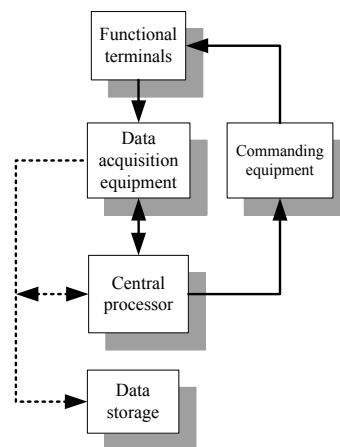 Functional
terminals
Data
acquisition
equipment
Commanding
equipment
Central
processor
Data
storage